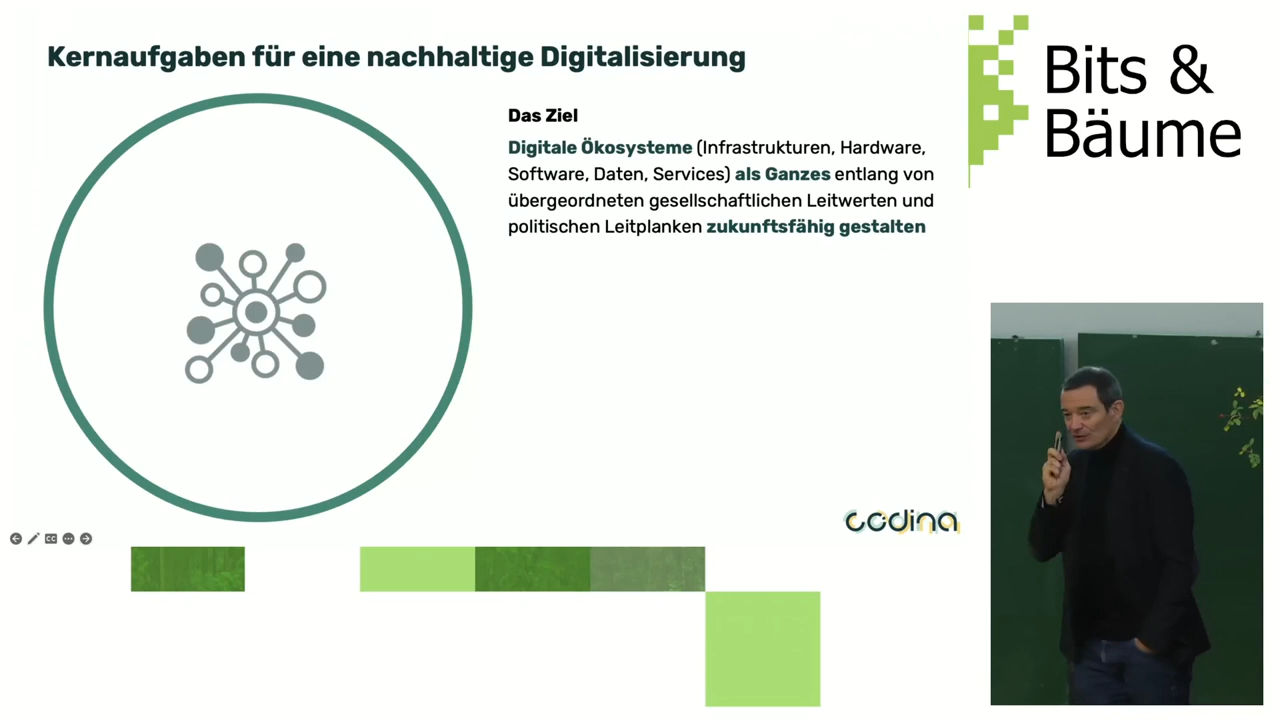 Kernaufgaben für eine nachhaltige Digitalisierung
Das Ziel
Digitale Ökosysteme (Infrastrukturen, Hardware,
Software, Daten, Services) als Ganzes entlang von
übergeordneten gesellschaftlichen Leitwerten und
politischen Leitplanken zukunftsfähig gestalten
codina
CC
Bits &
Bäume